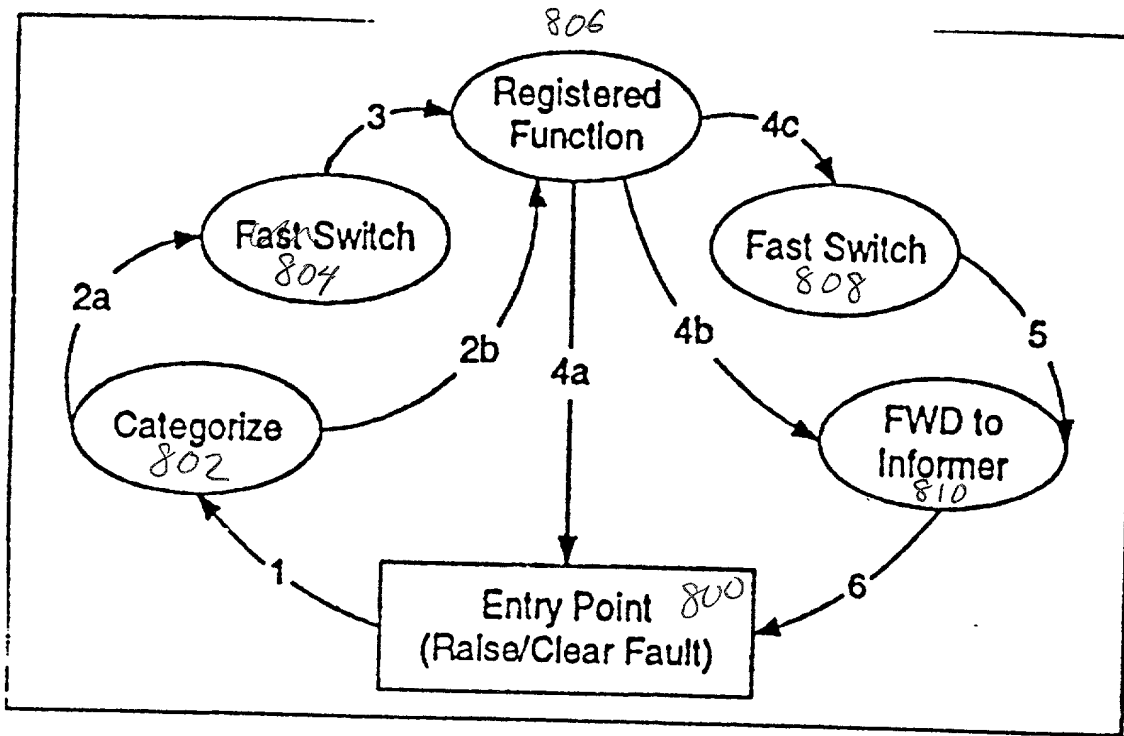 806
Registered
Function
3
4c
Fast Switch
804
Fast Switch
808
2a
2b
4a
4b
5
Categorize
802
FWD to
Informer
810
1
6
Entry Point 800
(Raise/Clear Fault)